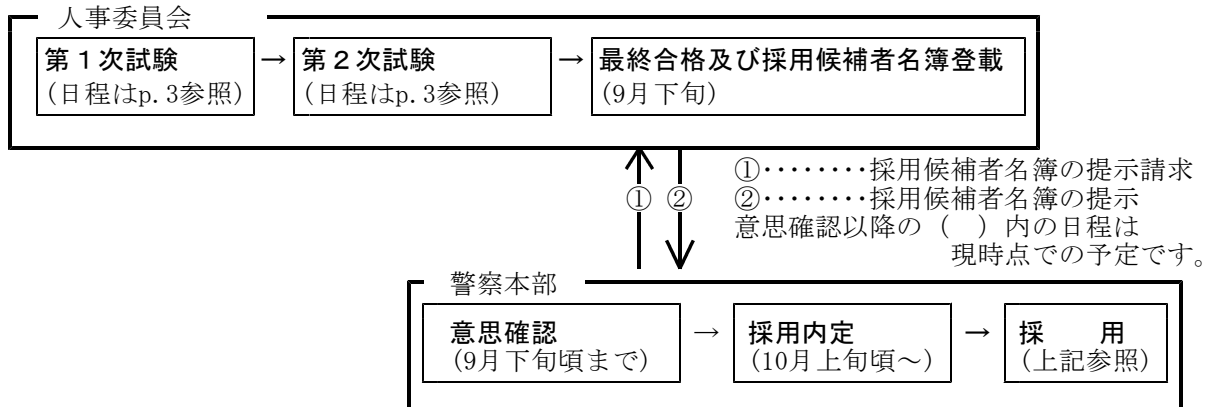 人事委員会
第１次試験 → 第２次試験 → 最終合格及び採用候補者名簿登載
(日程はp.3参照) (日程はp.3参照) (9月下旬)
①‥‥‥‥採用候補者名簿の提示請求
① ② ②‥‥‥‥採用候補者名簿の提示
意思確認以降の（　）内の日程は
現時点での予定です。
警察本部
意思確認 → 採用内定 → 採　用
(9月下旬頃まで) (10月上旬頃～) (上記参照)